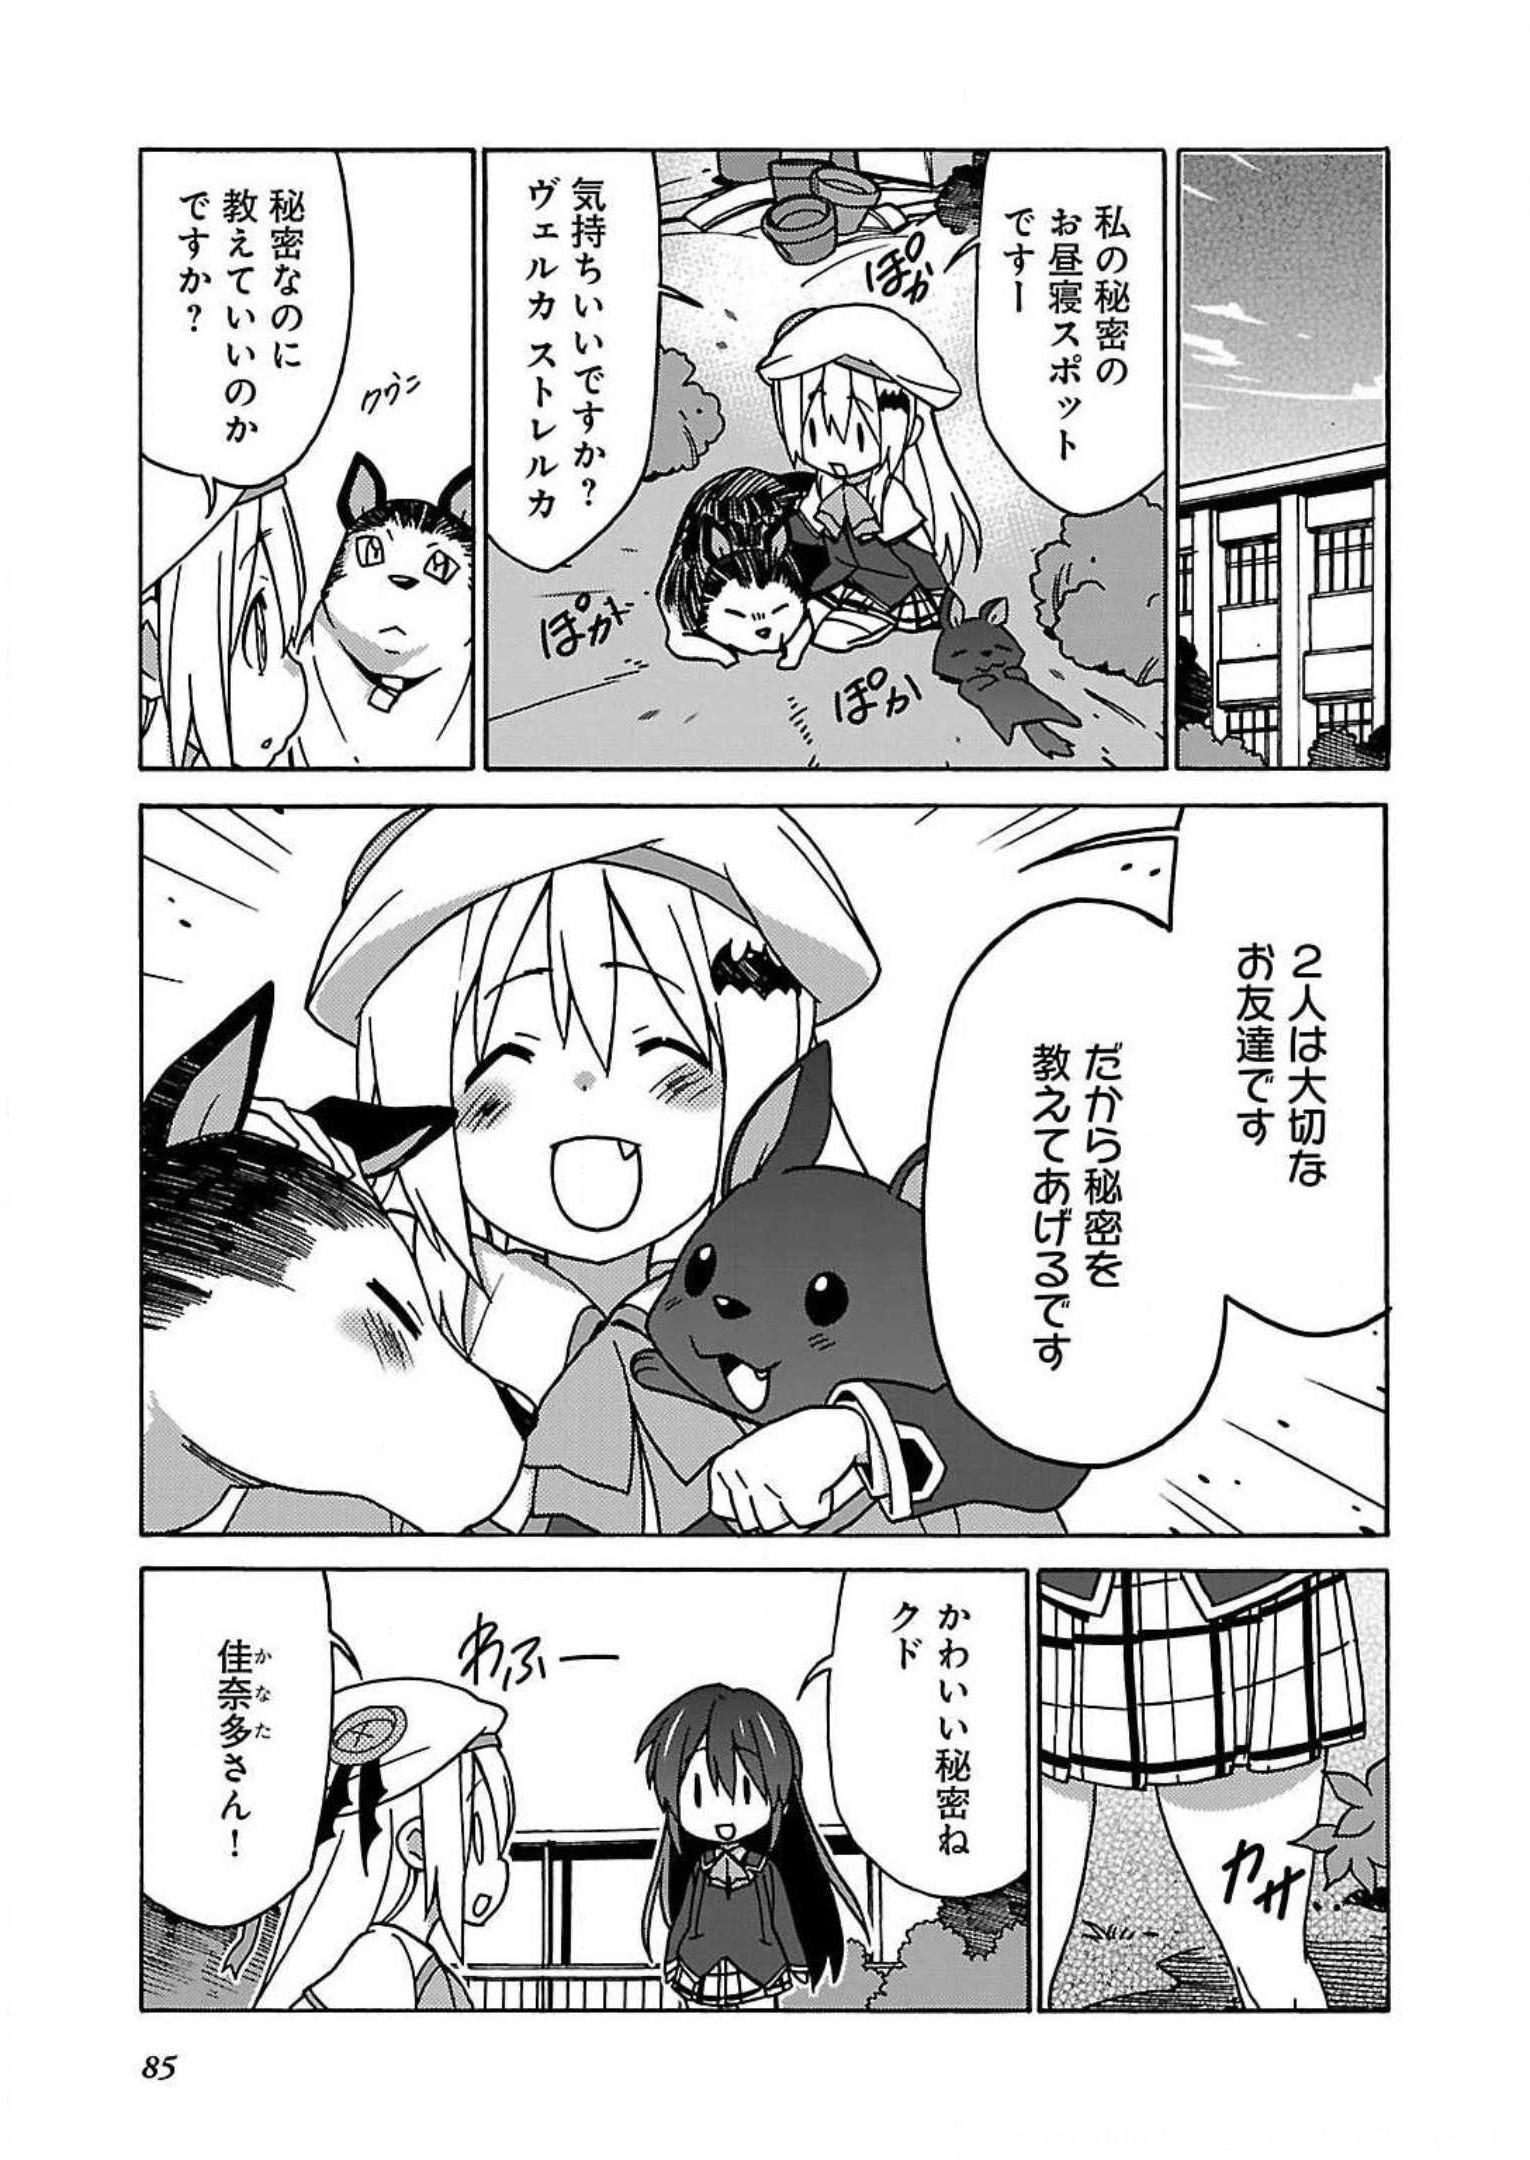 私の秘密の
お昼寝スポット
ですー
ぽか
気持ちいいですか？
ヴェルカ ストレルカ
ぽかぽか
ぽか
秘密なのに
教えていいのか
ですか？
クゥン
２人は大切な
お友達です
だから秘密を
教えてあげるです
カサ
かわいい秘密ね
クド
わふー
佳奈多さん！
かなた
85